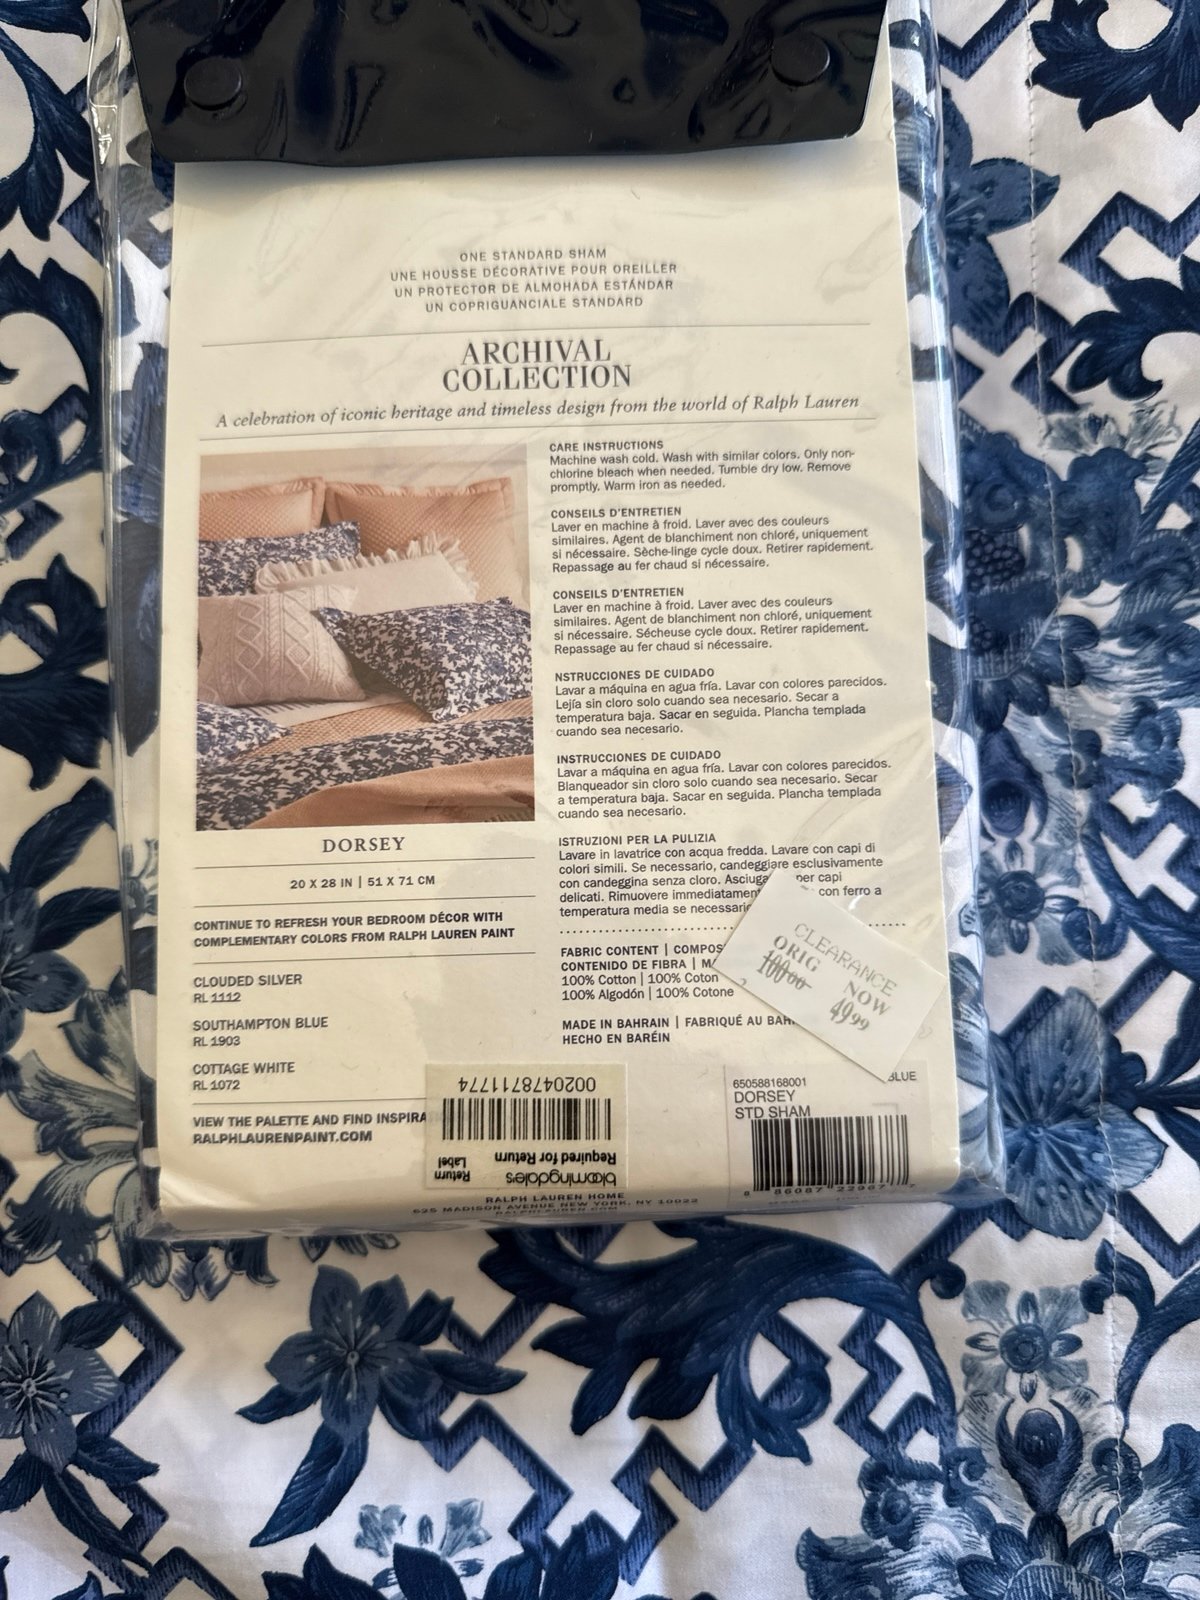 ONE STANDARD SHAM
UNE HOUSSE DÉCORATIVE POUR OREILLER
UN PROTECTOR DE ALMOHADA ESTÁNDAR
UN COPRIGUANCIALE STANDARD
ARCHIVAL
COLLECTION
A celebration of iconic heritage and timeless design from the world of Ralph Lauren
CARE INSTRUCTIONS
Machine wash cold. Wash with similar colors. Only non-
chlorine bleach when needed. Tumble dry low. Remove
promptly. Warm iron as needed.
CONSEILS D'ENTRETIEN
Laver en machine à froid. Laver avec des couleurs
similaires. Agent de blanchiment non chloré, uniquement
si nécessaire. Sèche-linge cycle doux. Retirer rapidement.
Repassage au fer chaud si nécessaire.
CONSEILS D'ENTRETIEN
Laver en machine à froid. Laver avec des couleurs
similaires. Agent de blanchiment non chloré, uniquement
si nécessaire. Sécheuse cycle doux. Retirer rapidement.
Repassage au fer chaud si nécessaire.
NSTRUCCIONES DE CUIDADO
Lavar a máquina en agua fría. Lavar con colores parecidos.
Lejía sin cloro solo cuando sea necesario. Secar a
temperatura baja. Sacar en seguida. Plancha templada
cuando sea necesario.
INSTRUCCIONES DE CUIDADO
Lavar a máquina en agua fría. Lavar con colores parecidos.
Blanqueador sin cloro solo cuando sea necesario. Secar
a temperatura baja. Sacar en seguida. Plancha templada
cuando sea necesario.
ISTRUZIONI PER LA PULIZIA
Lavare in lavatrice con acqua fredda. Lavare con capi di
colori simili. Se necessario, candeggiare esclusivamente
con candeggina senza cloro. Asciuga per capi
delicati. Rimuovere immediatamen con ferro a
temperatura media se necessario
FABRIC CONTENT | COMPOS
CONTENIDO DE FIBRA | MA
100% Cotton | 100% Coton
100% Algodón | 100% Cotone
MADE IN BAHRAIN | FABRIQUÉ AU BAH
HECHO EN BARÉIN
DORSEY
20 X 28 IN | 51 X 71 CM
CONTINUE TO REFRESH YOUR BEDROOM DÉCOR WITH
COMPLEMENTARY COLORS FROM RALPH LAUREN PAINT
CLOUDED SILVER
RL 1112
SOUTHAMPTON BLUE
RL 1903
COTTAGE WHITE
RL 1072
VIEW THE PALETTE AND FIND INSPIRA
RALPHLAURENPAINT.COM
CLEARANCE
ORIG NOW
100.00 49.99
bloomingdale's Return
Required for Return Label
0020478711774
650588168001 BLUE
DORSEY
STD SHAM
8 86087 22967 7
RALPH LAUREN HOME
625 MADISON AVENUE NEW YORK, NY 10022
RALPHLAUREN.COM